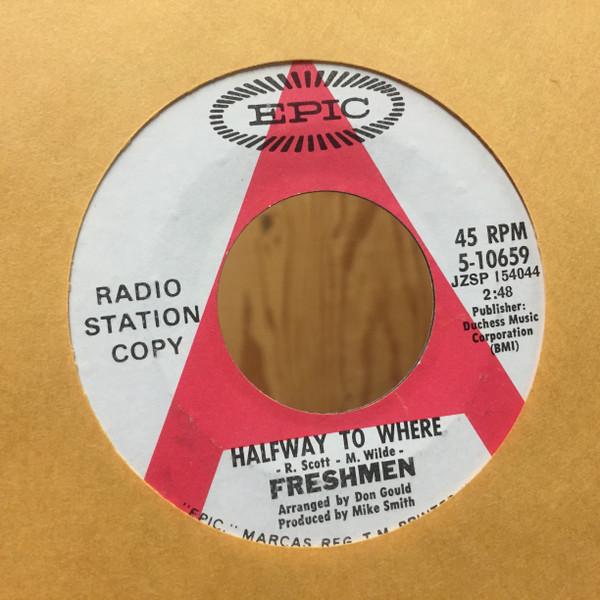 EPIC
RADIO
STATION
COPY
45 RPM
5-10659
JZSP 154044
2:48
Publisher:
Duchess Music
Corporation
(BMI)
HALFWAY TO WHERE
- R. Scott - M. Wilde -
FRESHMEN
Arranged by Don Gould
Produced by Mike Smith
"EPIC," MARCAS REG. T.M. PRINTED